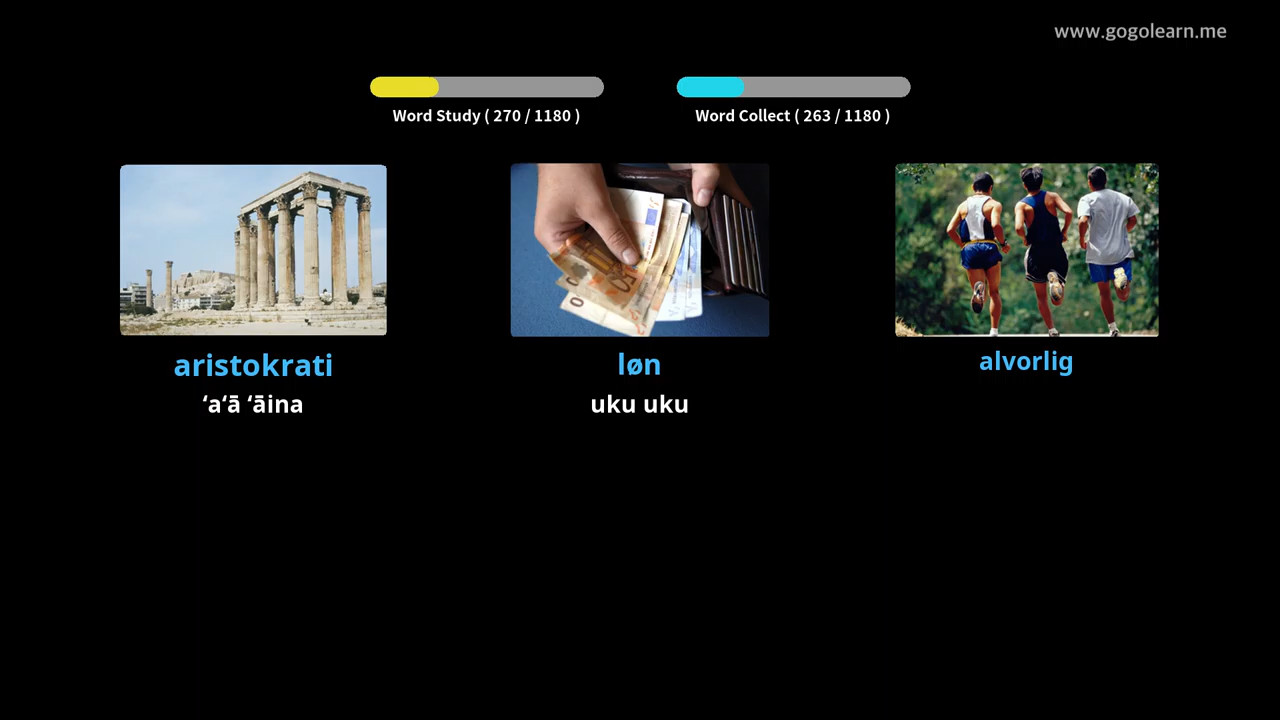 www.gogolearn.me
Word Study ( 270 / 1180 )
Word Collect ( 263 / 1180 )
aristokrati
ʻaʻā ʻāina
løn
uku uku
alvorlig